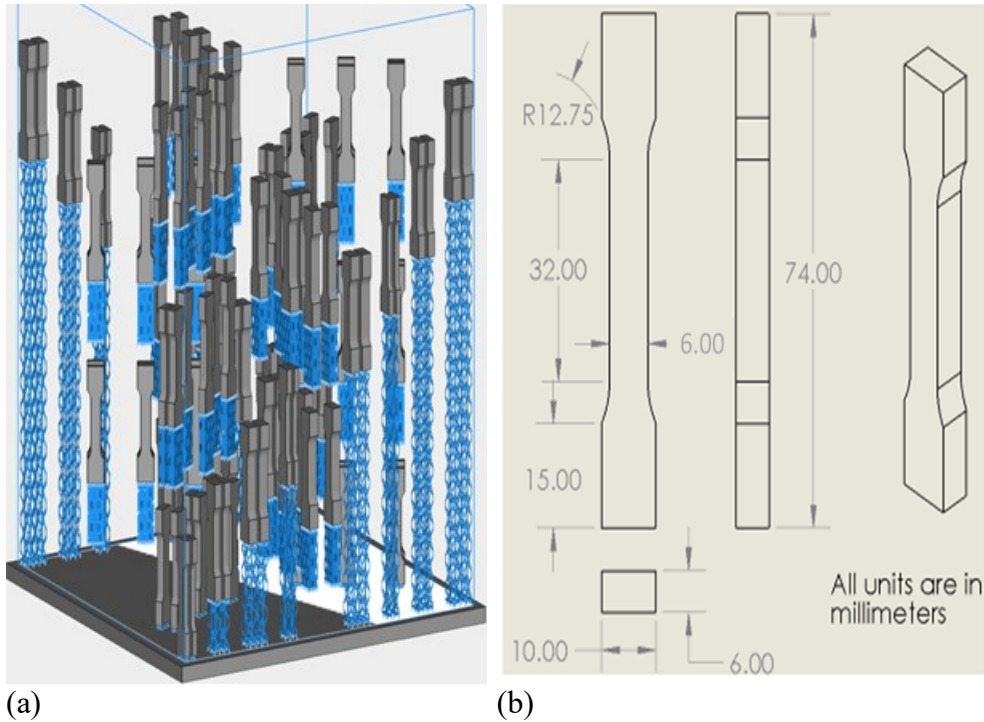 R12.75
32.00
6.00
74.00
15.00
All units are in
millimeters
10.00
6.00
(a)
(b)